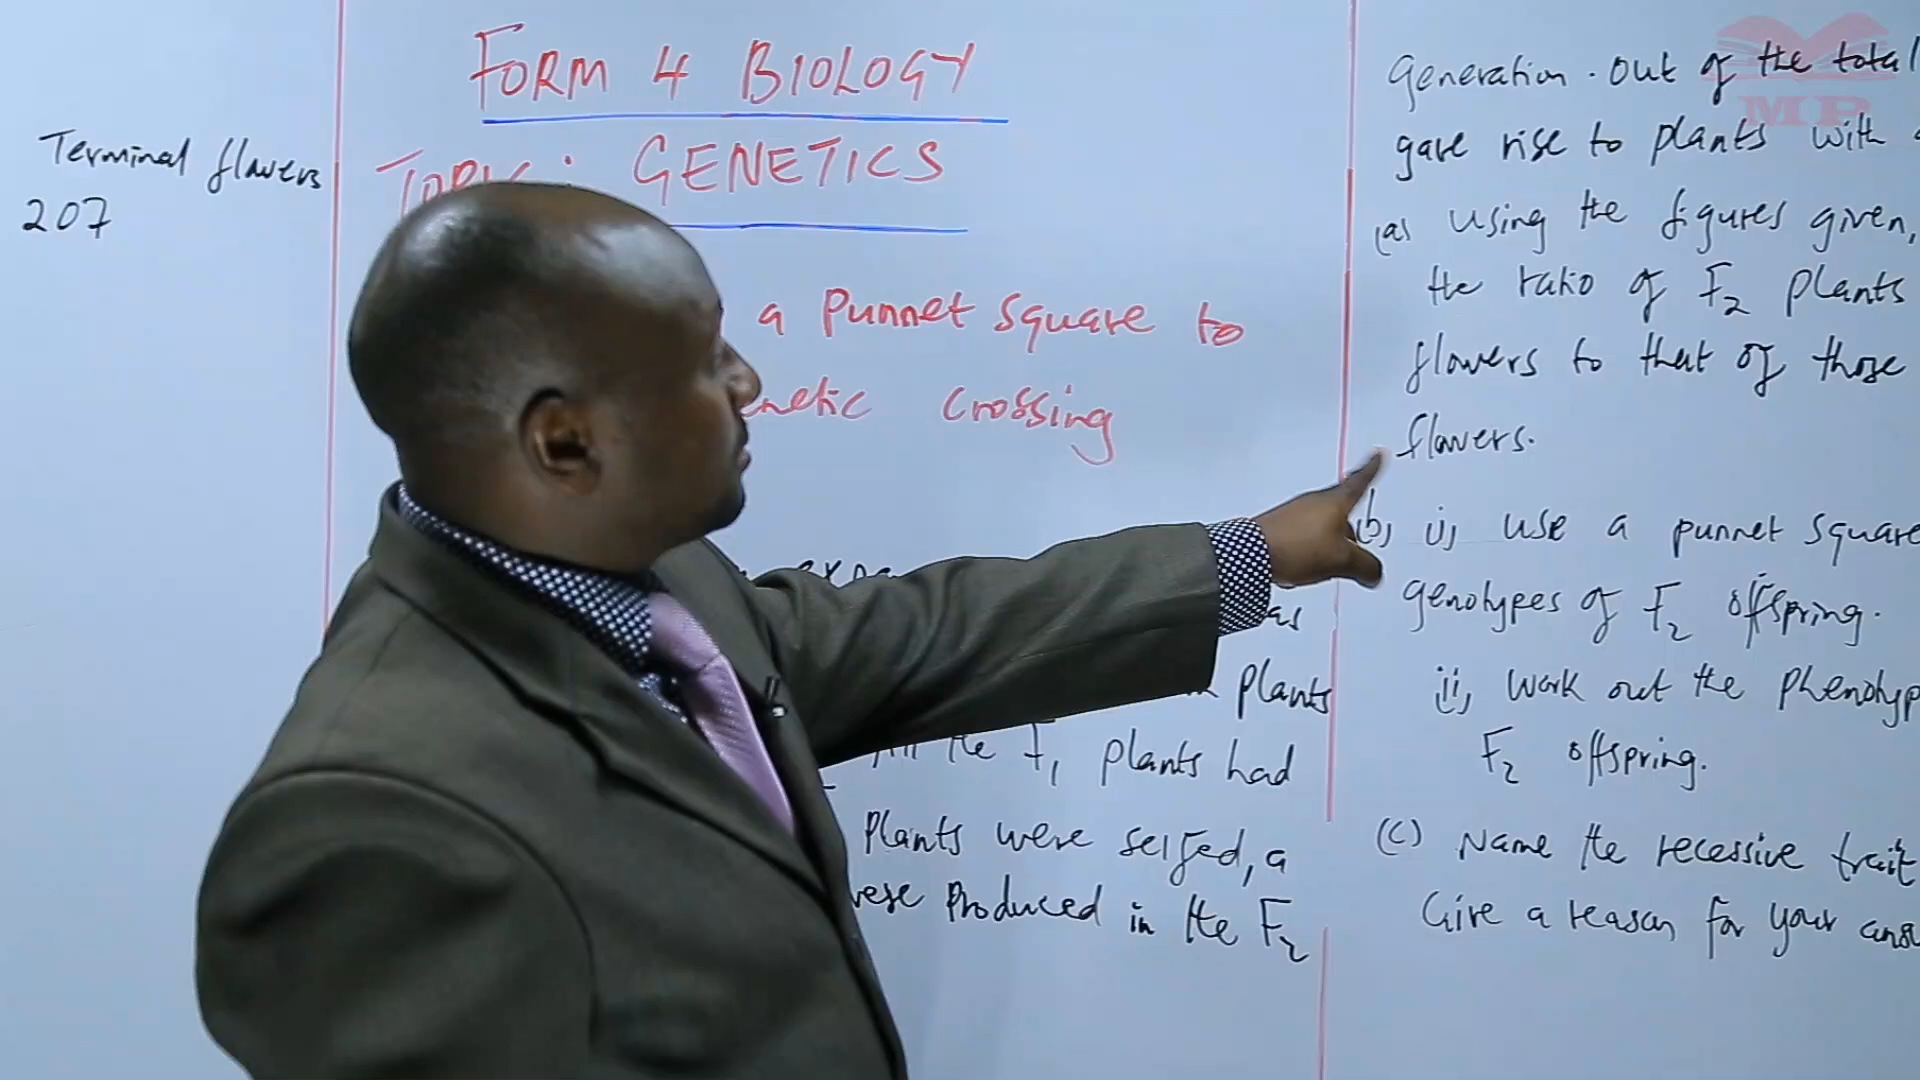 Terminal flowers
207
FORM 4 BIOLOGY
TOPIC: GENETICS
a Punnet square to
crossing
as
plants
the F1 plants had
Plants were selfed, a
Produced in the F2
generation. Out of the total
gave rise to plants with
(a) using the figures given,
the ratio of F2 plants
flowers to that of those
flowers.
(b) i) use a punnet square
genotypes of F2 offspring.
ii) Work out the phenotyp
F2 offspring.
(C) Name the recessive trait
Give a reason for your
MP